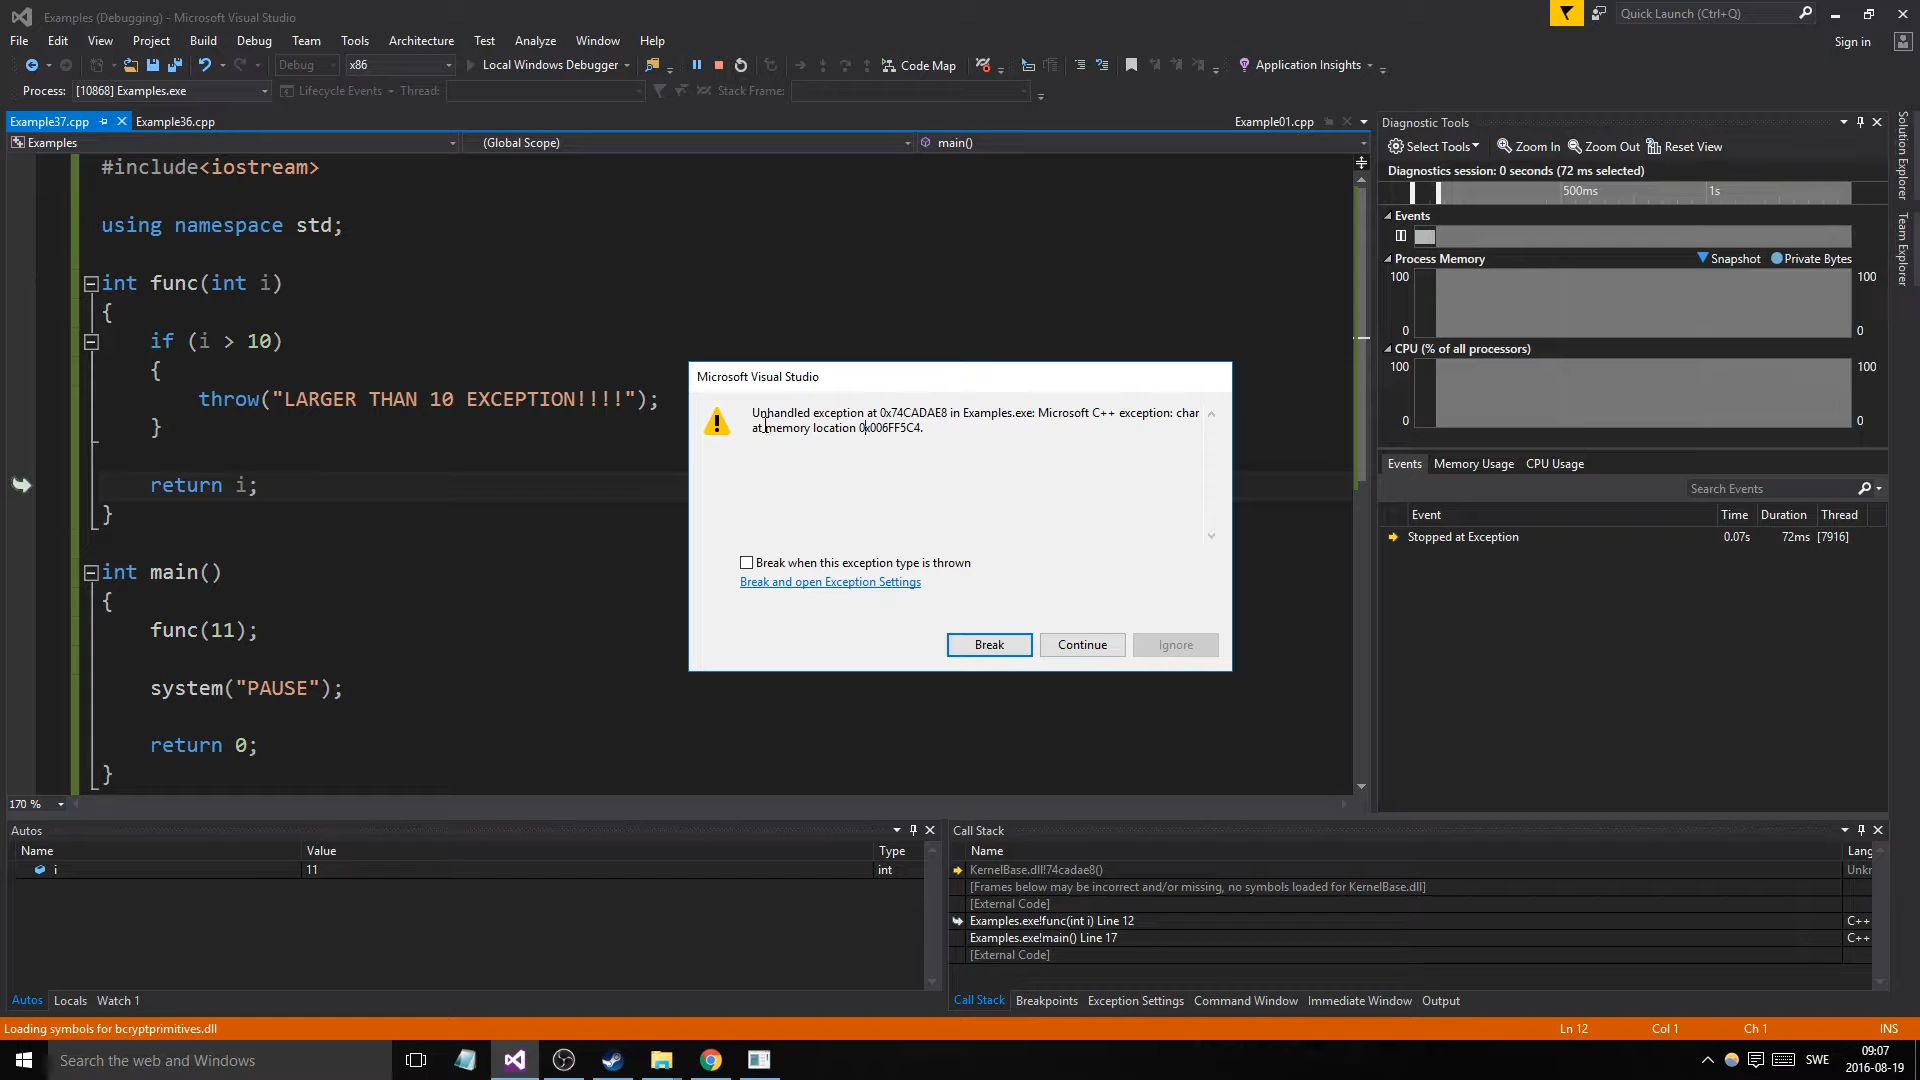 Examples (Debugging) - Microsoft Visual Studio
Quick Launch (Ctrl+Q)
File Edit View Project Build Debug Team Tools Test Architecture Analyze Window Help
Sign in
Debug x86 Local Windows Debugger Code Map Application Insights
Process: [10868] Examples.exe Lifecycle Events Thread: Stack Frame:
Example37.cpp Example36.cpp Example01.cpp
Examples (Global Scope) main()
#include<iostream>
using namespace std;
int func(int i)
{
if (i > 10)
{
throw("LARGER THAN 10 EXCEPTION!!!!");
}
return i;
}
int main()
{
func(11);
system("PAUSE");
return 0;
}
170 %
Microsoft Visual Studio
Unhandled exception at 0x74CADAE8 in Examples.exe: Microsoft C++ exception: char
at memory location 0x006FF5C4.
Break when this exception type is thrown
Break and open Exception Settings
Break Continue Ignore
Diagnostic Tools
Select Tools Zoom In Zoom Out Reset View
Diagnostics session: 0 seconds (72 ms selected)
500ms 1s
Events
Process Memory Snapshot Private Bytes
100 100
0 0
CPU (% of all processors)
100 100
0 0
Events Memory Usage CPU Usage
Search Events
Event Time Duration Thread
Stopped at Exception 0.07s 72ms [7916]
Solution Explorer
Team Explorer
Autos
Name Value Type
i 11 int
Autos Locals Watch 1
Call Stack
Name Lang
KernelBase.dll!74cadae8() Unkn
[Frames below may be incorrect and/or missing, no symbols loaded for KernelBase.dll]
[External Code]
Examples.exe!func(int i) Line 12 C++
Examples.exe!main() Line 17 C++
[External Code]
Call Stack Breakpoints Exception Settings Command Window Immediate Window Output
Loading symbols for bcryptprimitives.dll
Ln 12 Col 1 Ch 1 INS
Search the web and Windows
SWE
09:07
2016-08-19